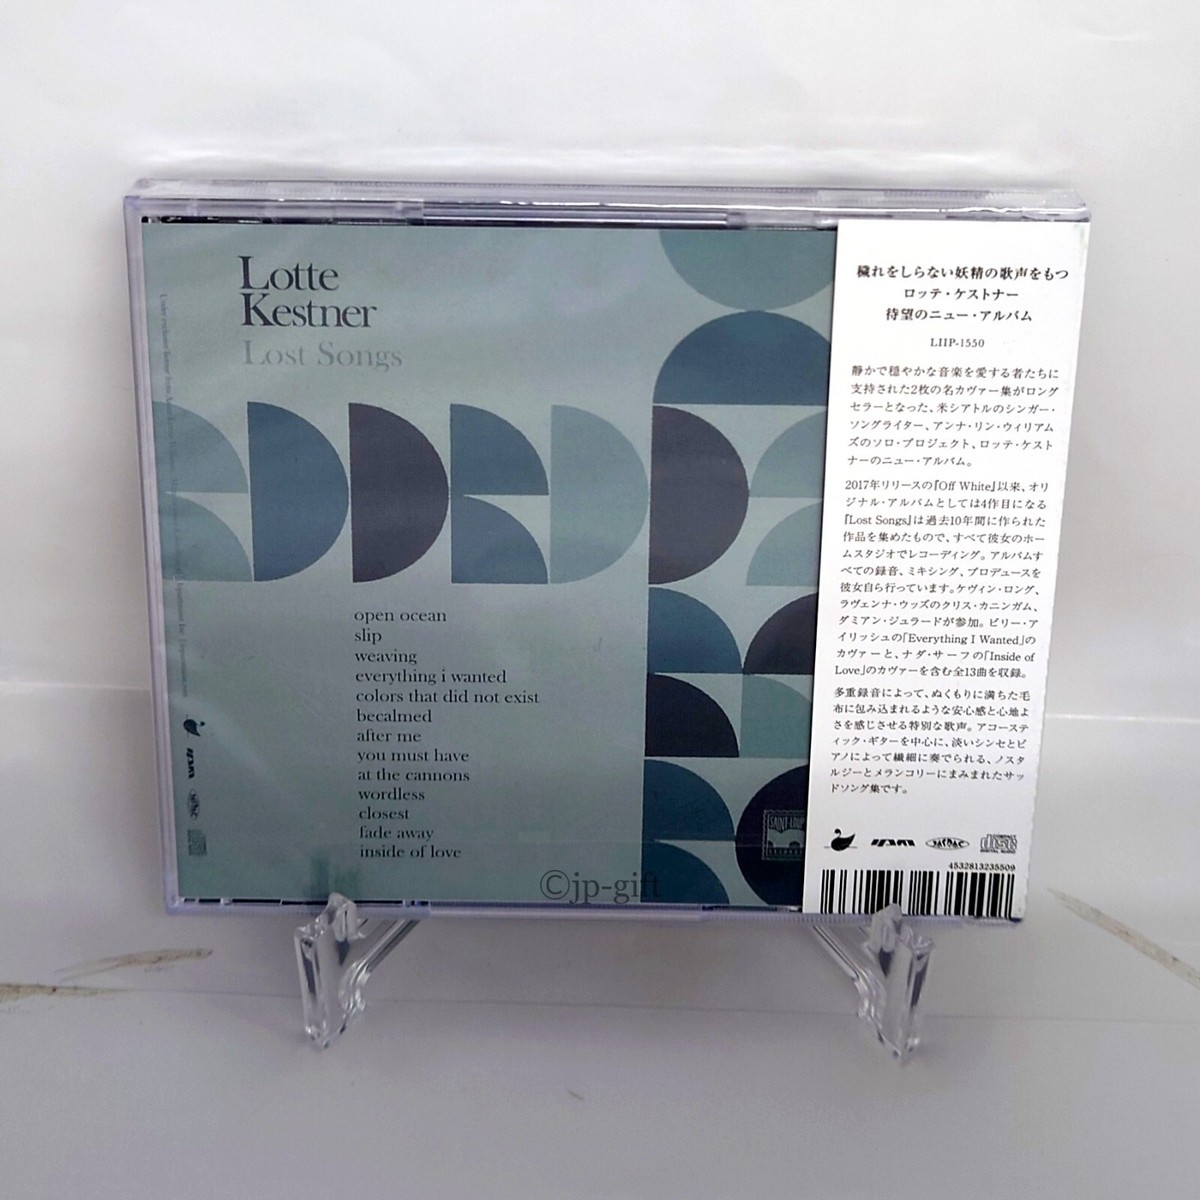 Lotte
Kestner
Lost Songs
open ocean
slip
weaving
everything i wanted
colors that did not exist
becalmed
after me
you must have
at the cannons
wordless
closest
fade away
inside of love
穢れをしらない妖精の歌声をもつ
ロッテ・ケストナー
待望のニュー・アルバム
LIIP-1550
静かで穏やかな音楽を愛する者たちに
支持された2枚の名カヴァー集がロング
セラーとなった、米シアトルのシンガー・
ソングライター、アンナ・リン・ウィリアム
ズのソロ・プロジェクト、ロッテ・ケスト
ナーのニュー・アルバム。
2017年リリースの『Off White』以来、オリ
ジナル・アルバムとしては4作目になる
『Lost Songs』は過去10年間に作られた
作品を集めたもので、すべて彼女のホー
ムスタジオでレコーディング。アルバムす
べての録音、ミキシング、プロデュースを
彼女自ら行っています。ケヴィン・ロング、
ラヴェンナ・ウッズのクリス・カニンガム、
ダミアン・ジュラードが参加。ビリー・ア
イリッシュの「Everything I Wanted」の
カヴァーと、ナダ・サーフの「Inside of
Love」のカヴァーを含む全13曲を収録。
多重録音によって、ぬくもりに満ちた毛
布に包み込まれるような安心感と心地よ
さを感じさせる特別な歌声。アコーステ
ィック・ギターを中心に、淡いシンセとピ
アノによって繊細に奏でられる、ノスタ
ルジーとメランコリーにまみれたサッ
ドソング集です。
JASRAC
COMPACT
disc
DIGITAL AUDIO
4532813235509
SAINT-LOUP
©jp-gift